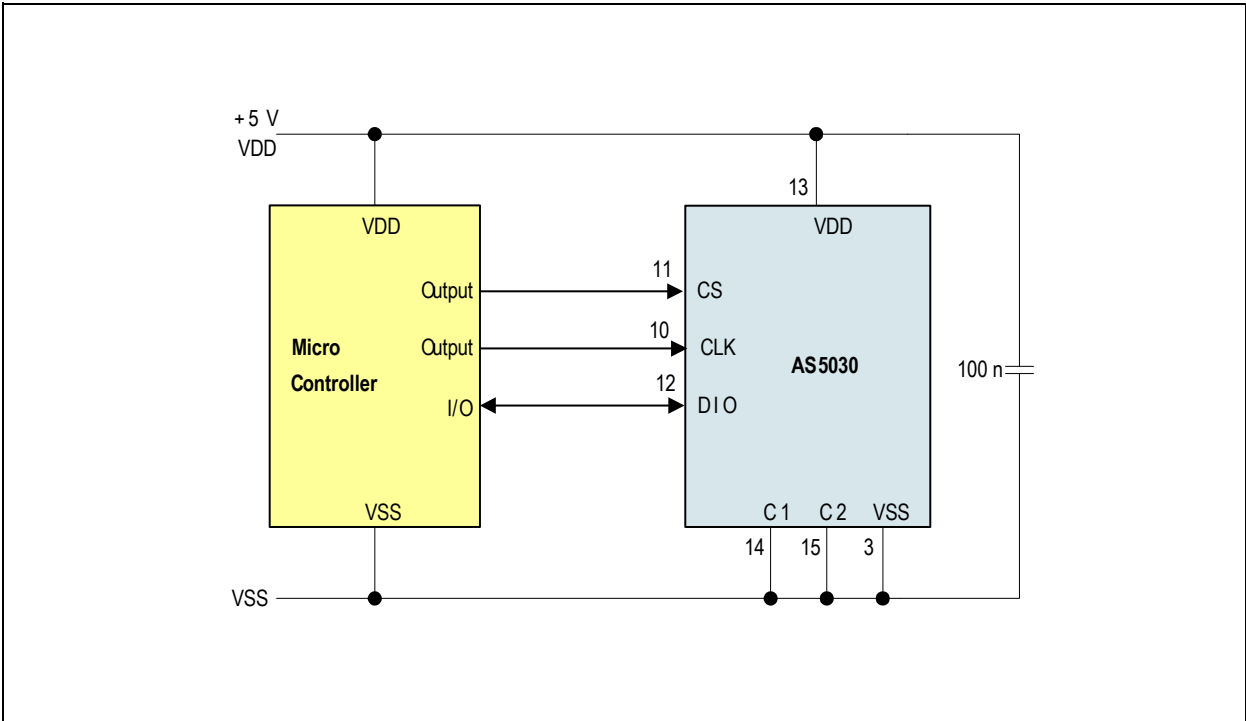 +5 V
VDD
13
VDD
VDD
11
Output
CS
10
Micro
Output
CLK
Controller
AS5030
100 n
12
I/O
DIO
VSS
C1 C2 VSS
14 15 3
VSS